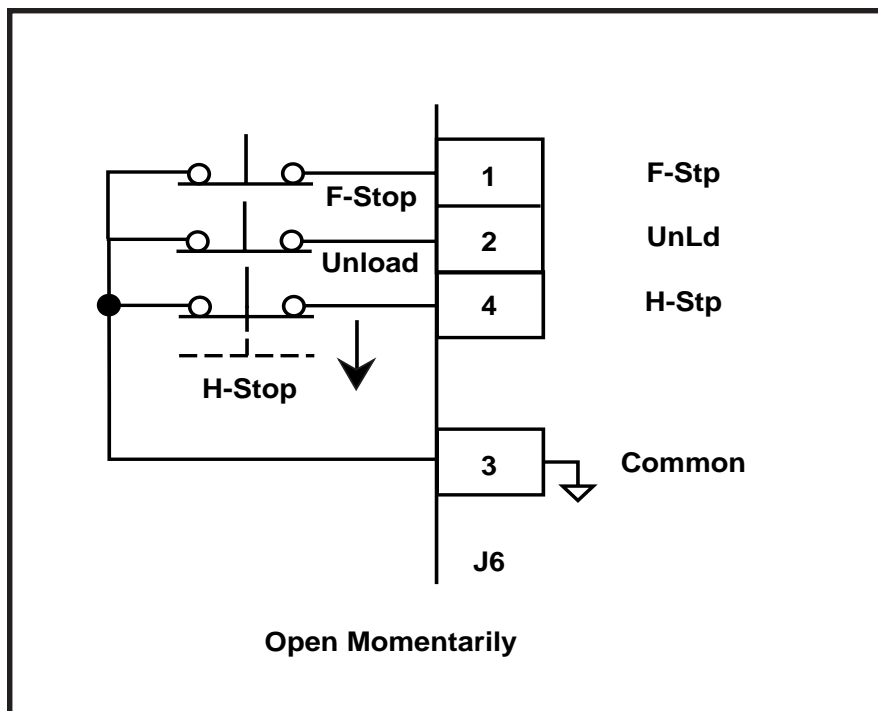 F-Stop
1
F-Stp
Unload
2
UnLd
4
H-Stp
H-Stop
3
Common
J6
Open Momentarily